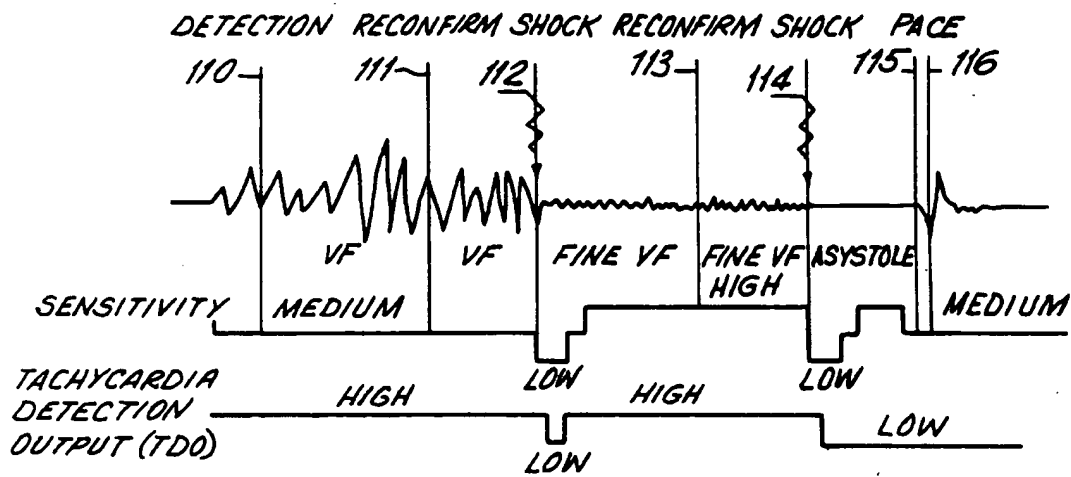 DETECTION RECONFIRM SHOCK RECONFIRM SHOCK PACE
110 111 112 113 114 115 116
VF VF FINE VF FINE VF ASYSTOLE
HIGH
SENSITIVITY MEDIUM MEDIUM
LOW LOW
TACHYCARDIA
DETECTION
OUTPUT (TDO)
HIGH HIGH
LOW
LOW